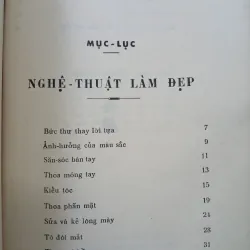 MỤC-LỤC
NGHỆ-THUẬT LÀM ĐẸP
Bức thư thay lời tựa 7
Ảnh-hưởng của màu sắc 9
Săn-sóc bàn tay 11
Thoa móng tay 13
Kiểu tóc 15
Thoa phấn mặt 19
Sửa và kẻ lông mày 24
Tô đôi mắt 28
31